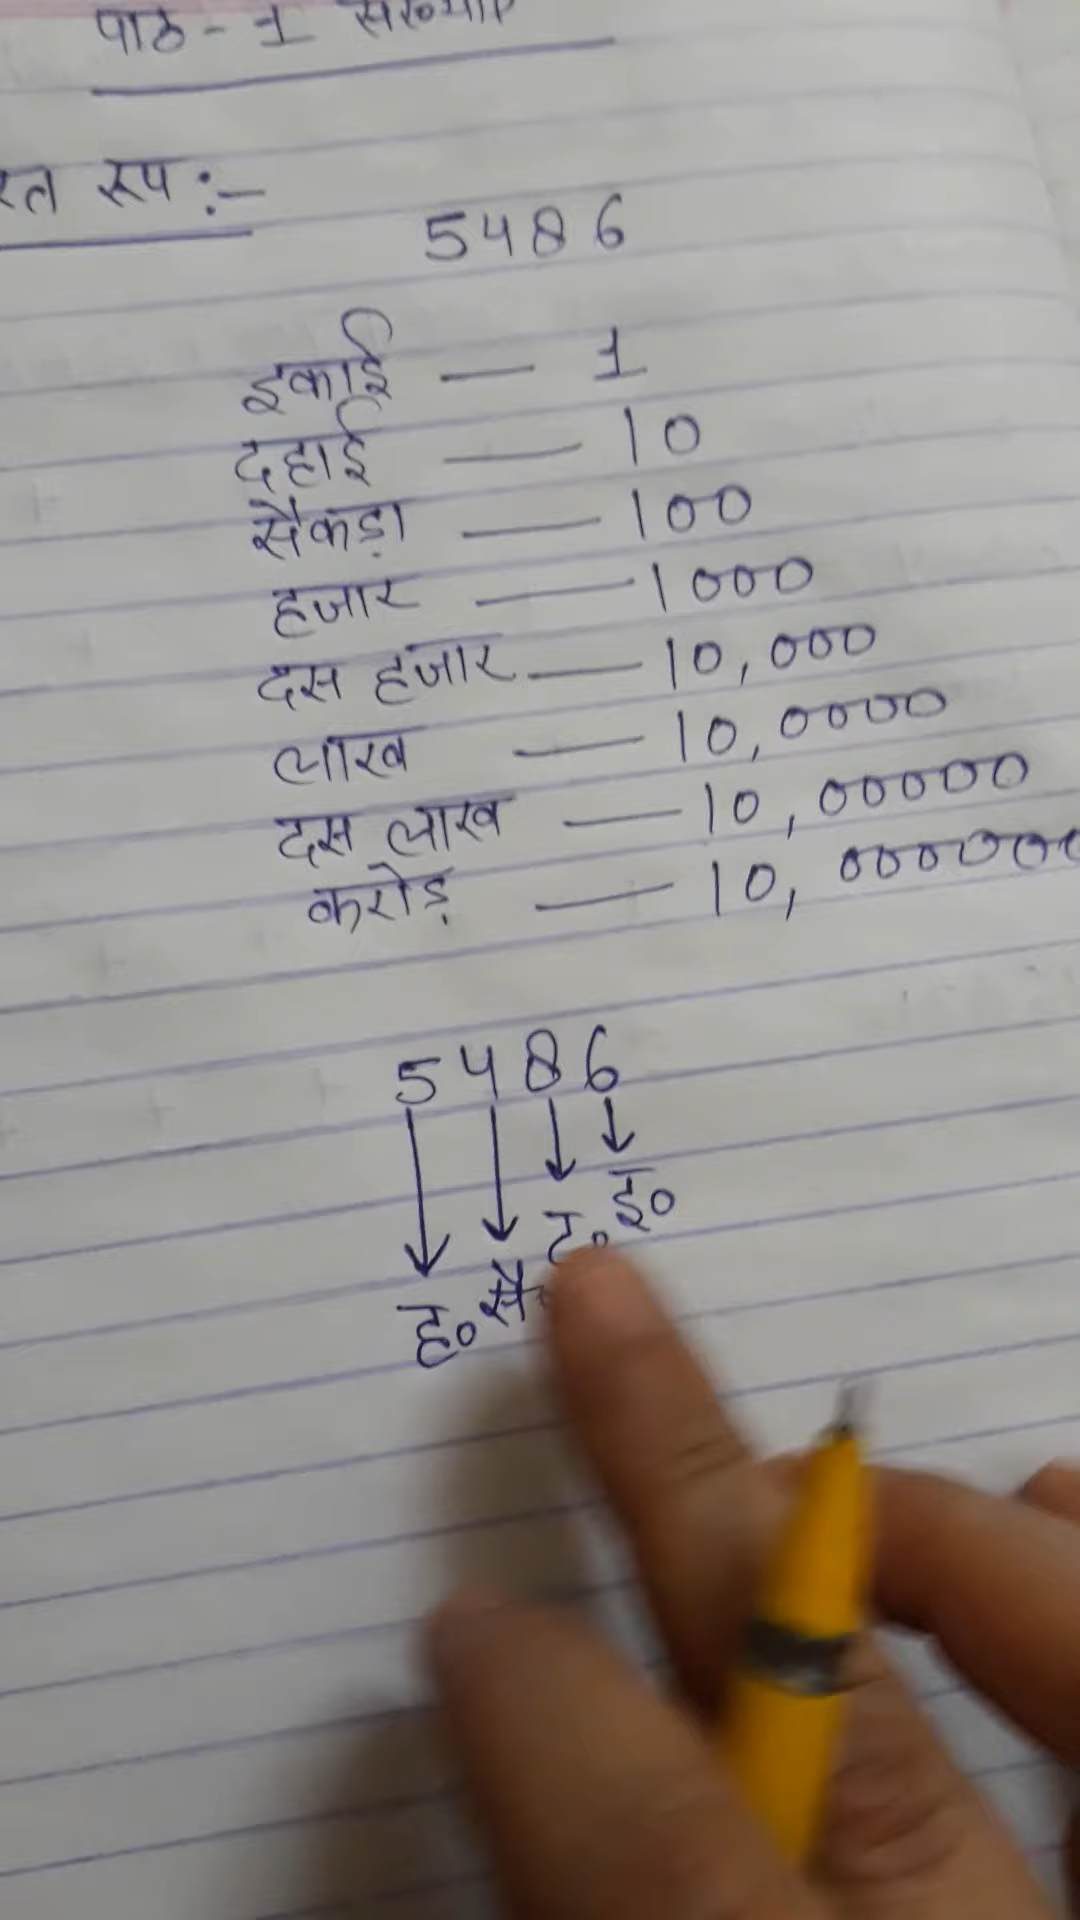 पाठ - 1 संख्याएँ
रूप :-
5486
इकाई — 1
दहाई — 10
सैकड़ा — 100
हजार — 1000
दस हजार — 10,000
लाख — 10,0000
दस लाख — 10,00000
करोड़ — 10,000000
5486
ह० सै द० इ०